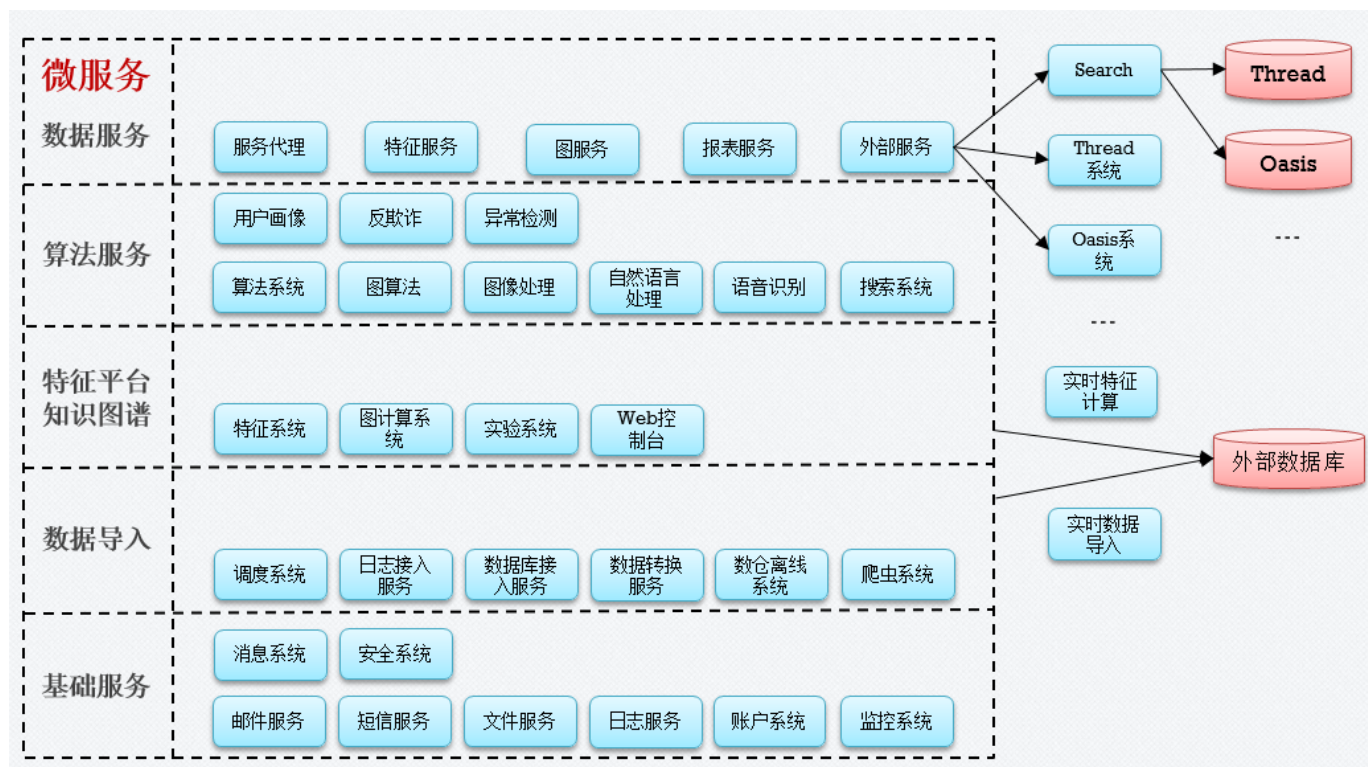 微服务
数据服务
服务代理
特征服务
图服务
报表服务
外部服务
Search
Thread
系统
Oasis系
统
---
Thread
Oasis
---
算法服务
用户画像
反欺诈
异常检测
算法系统
图算法
图像处理
自然语言
处理
语音识别
搜索系统
特征平台
知识图谱
特征系统
图计算系
统
实验系统
Web控
制台
实时特征
计算
外部数据库
数据导入
调度系统
日志接入
服务
数据库接
入服务
数据转换
服务
数仓离线
系统
爬虫系统
实时数据
导入
基础服务
消息系统
安全系统
邮件服务
短信服务
文件服务
日志服务
账户系统
监控系统